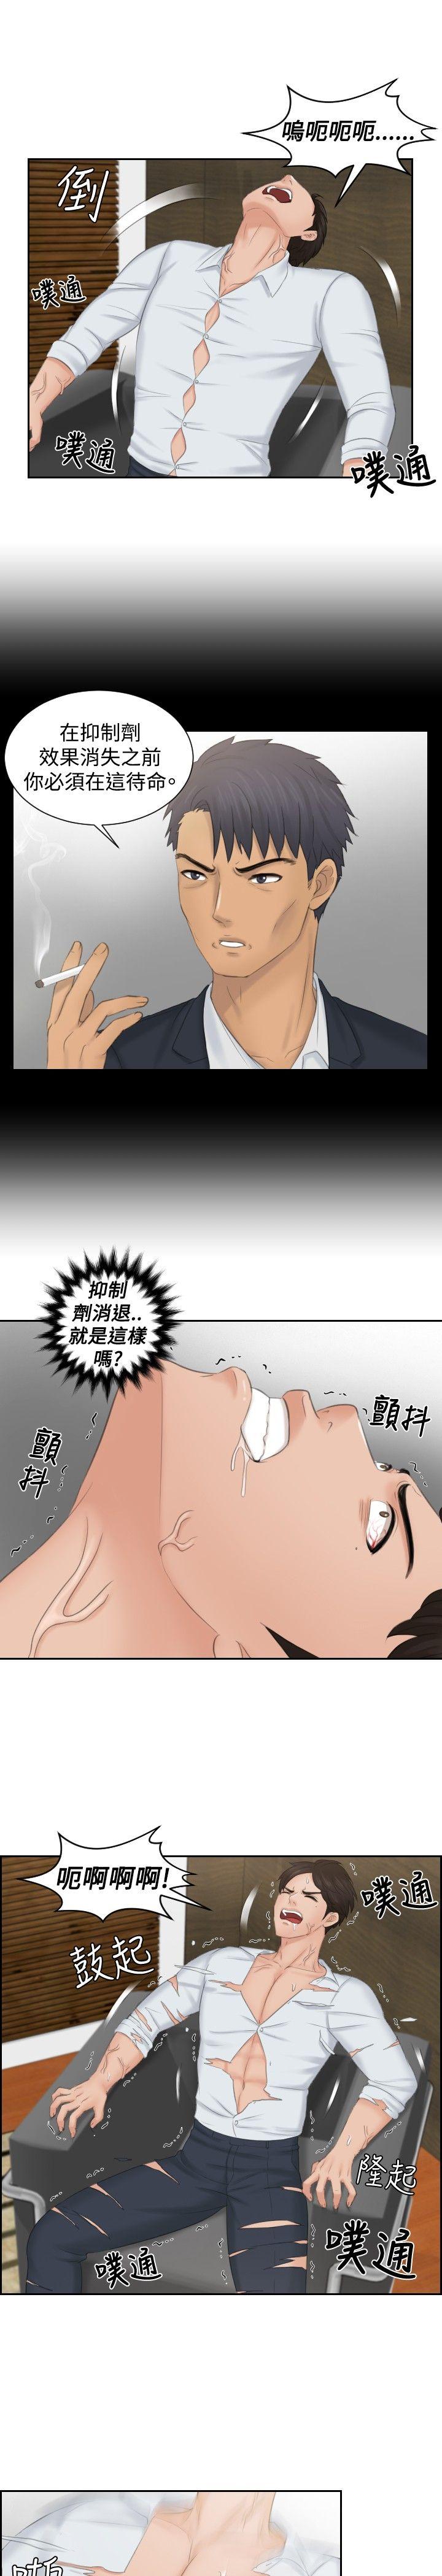 嗚呃呃呃......
倒
噗通
噗通
噗通
在抑制劑
效果消失之前
你必須在這待命。
抑制
劑消退..
就是這樣
嗎?
顫抖
顫
抖
呃啊啊啊!
噗通
鼓起
隆起
噗通
噗通